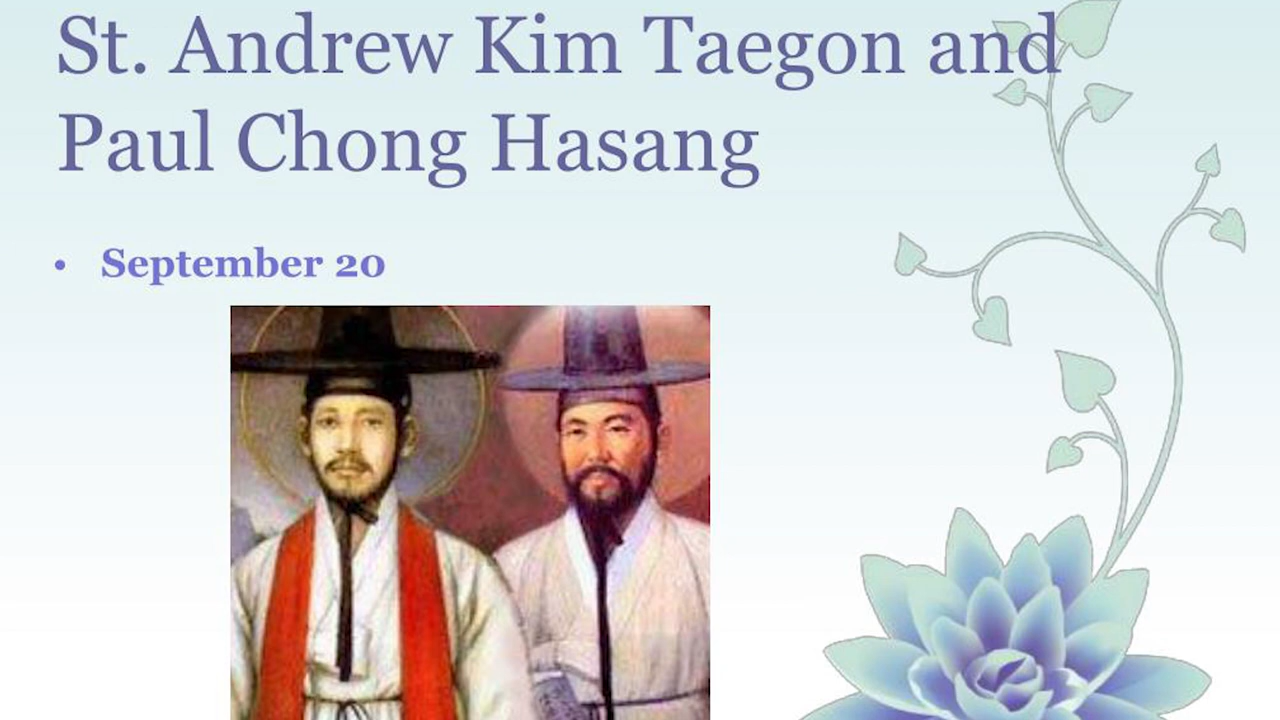 St. Andrew Kim Taegon and
Paul Chong Hasang
• September 20